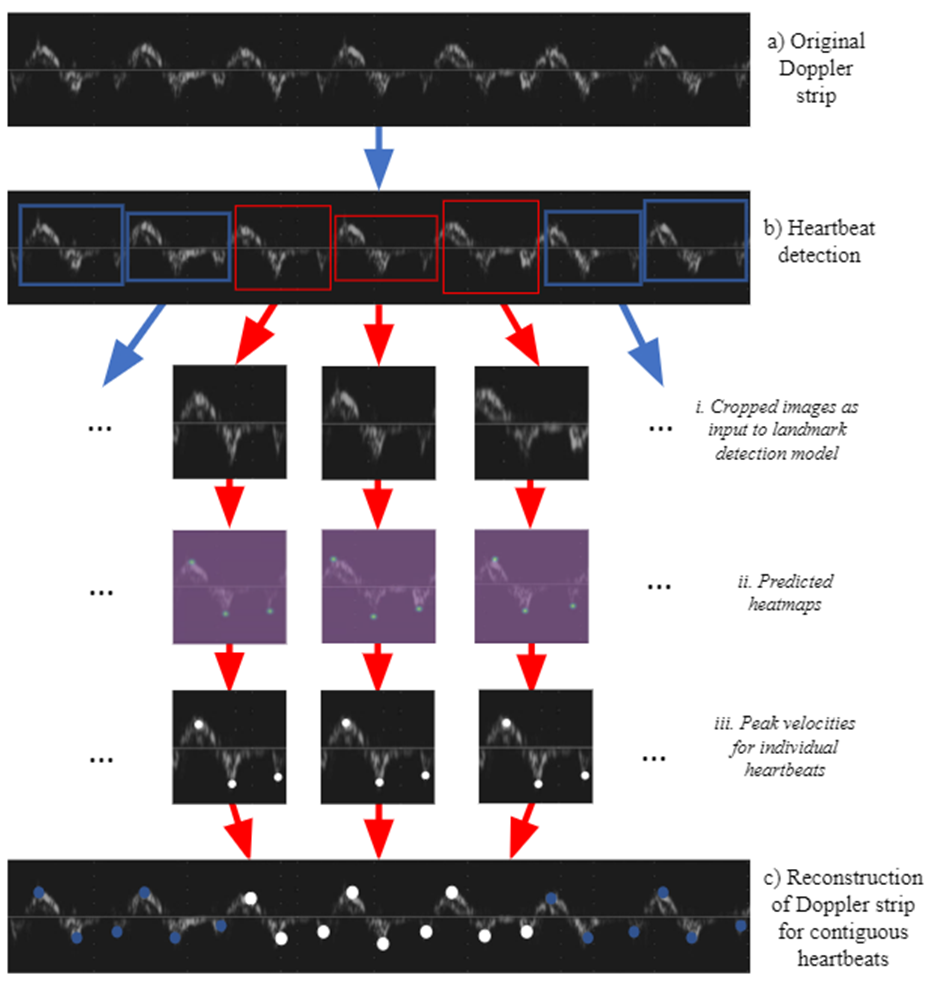 a) Original
Doppler
strip
b) Heartbeat
detection
... ...
i. Cropped images as
input to landmark
detection model
... ...
ii. Predicted
heatmaps
... ...
iii. Peak velocities
for individual
heartbeats
c) Reconstruction
of Doppler strip
for contiguous
heartbeats